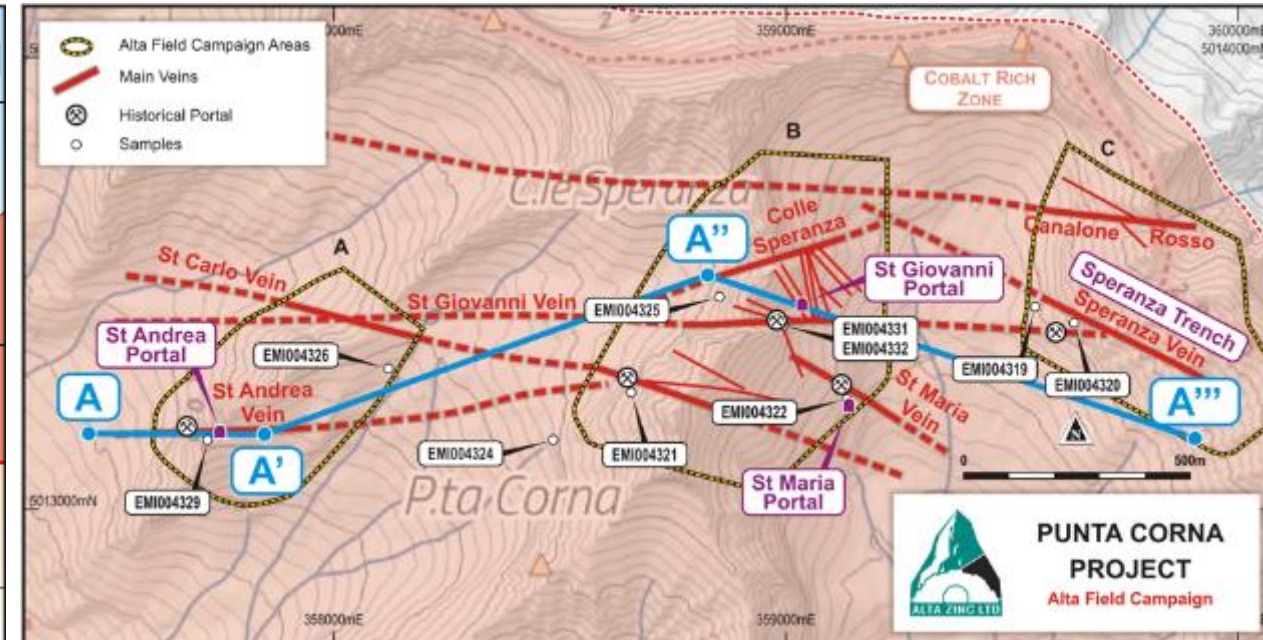 359000mE
360000mE
5014000mN
Alta Field Campaign Areas
Main Veins
Historical Portal
Samples
COBALT RICH
ZONE
A
B
C
C.le Speranza
Colle
Speranza
Canalone Rosso
A''
St Carlo Vein
St Giovanni Vein
St Giovanni
Portal
Speranza Trench
Speranza Vein
EMI004325
EMI004331
EMI004332
St Andrea
Portal
EMI004326
EMI004319
EMI004320
St Andrea
Vein
St Maria
Vein
A
A'
A'''
EMI004322
N
EMI004324
EMI004321
0
500m
EMI004329
St Maria
Portal
5013000mN
P.ta Corna
PUNTA CORNA
PROJECT
Alta Field Campaign
ALTA ZINC LTD
358000mE
359000mE